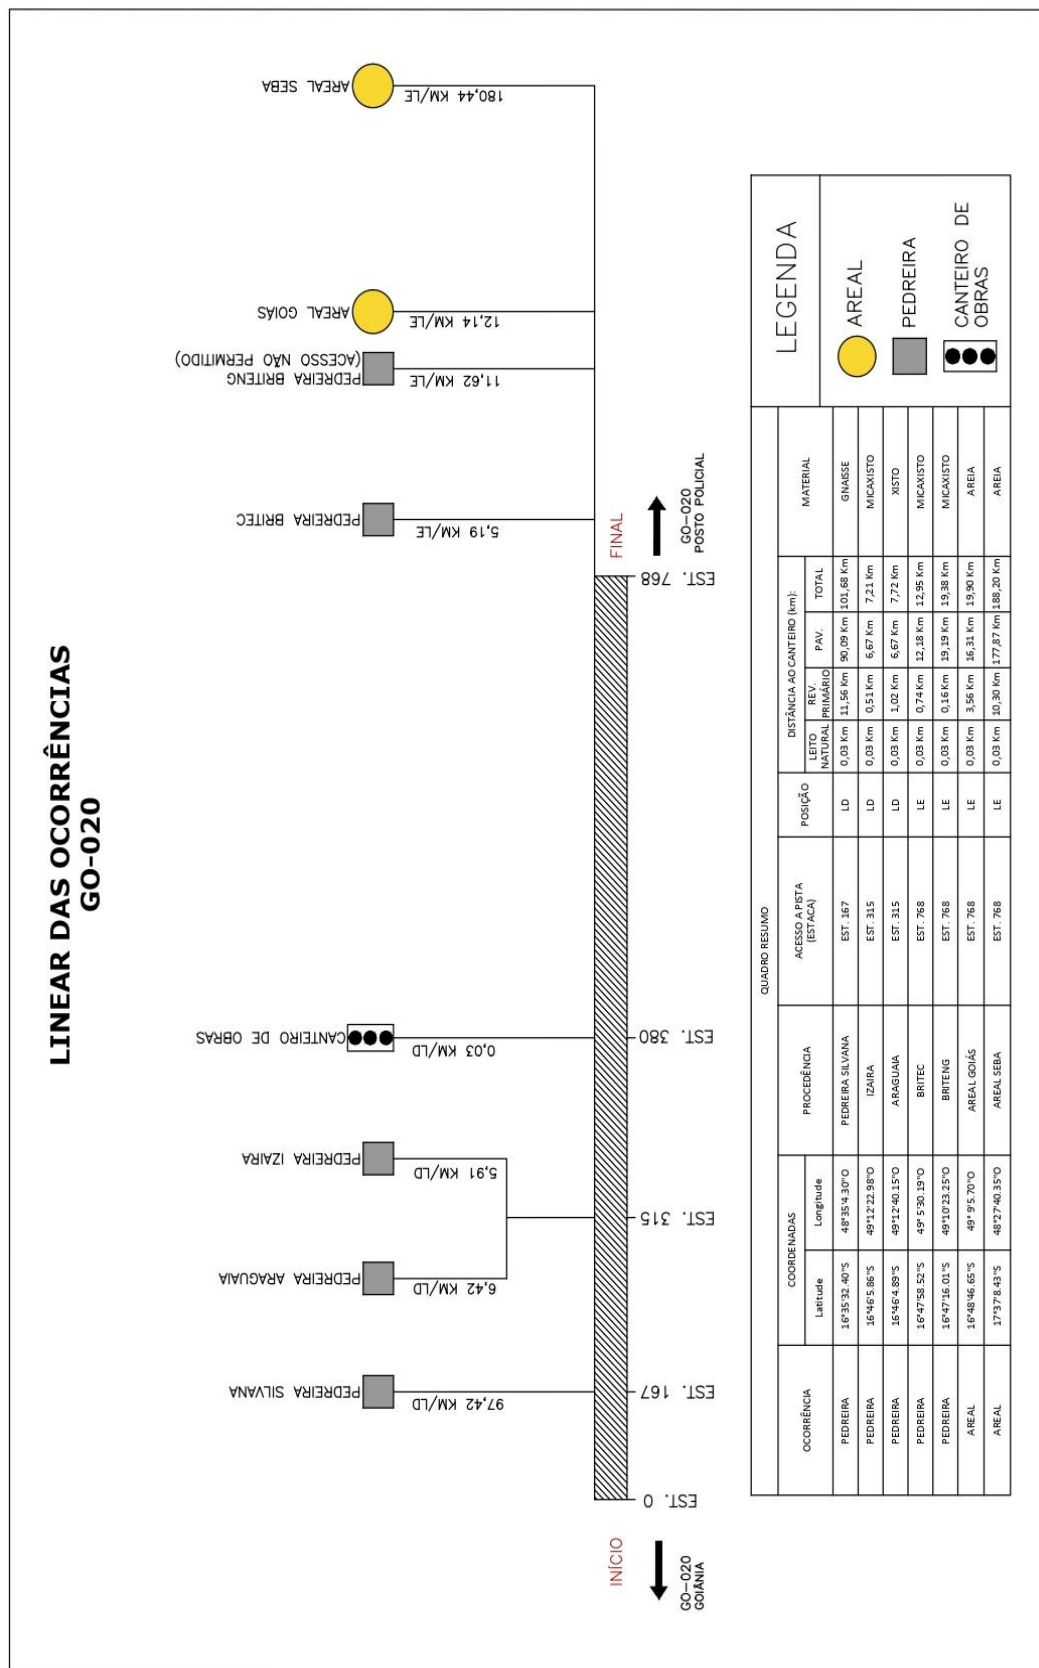 LINEAR DAS OCORRÊNCIAS
GO-020
PEDREIRA SILVANA
97,42 KM/LD
PEDREIRA ARAGUAIA
6,42 KM/LD
PEDREIRA IZAIRA
5,91 KM/LD
CANTEIRO DE OBRAS
0,03 KM/LD
PEDREIRA BRITEC
5,19 KM/LE
PEDREIRA BRITENG
(ACESSO NÃO PERMITIDO)
11,62 KM/LE
AREAL GOIÁS
12,14 KM/LE
AREAL SEBA
180,44 KM/LE
INÍCIO
GO-020
GOIÂNIA
EST. 0
EST. 167
EST. 315
EST. 380
EST. 768
FINAL
GO-020
POSTO POLICIAL
QUADRO RESUMO
OCORRÊNCIA COORDENADAS PROCEDÊNCIA ACESSO A PISTA (ESTACA) POSIÇÃO DISTÂNCIA AO CANTEIRO (km): MATERIAL
Latitude Longitude LEITO NATURAL REV. PRIMÁRIO PAV. TOTAL
PEDREIRA 16°35'32.40"S 48°35'4.30"O PEDREIRA SILVANA EST. 167 LD 0,03 Km 11,56 Km 90,09 Km 101,68 Km GNAISSE
PEDREIRA 16°46'5.86"S 49°12'22.98"O IZAIRA EST. 315 LD 0,03 Km 0,51 Km 6,67 Km 7,21 Km MICAXISTO
PEDREIRA 16°46'4.89"S 49°12'40.15"O ARAGUAIA EST. 315 LD 0,03 Km 1,02 Km 6,67 Km 7,72 Km XISTO
PEDREIRA 16°47'58.52"S 49° 5'30.19"O BRITEC EST. 768 LE 0,03 Km 0,74 Km 12,18 Km 12,95 Km MICAXISTO
PEDREIRA 16°47'16.01"S 49°10'23.25"O BRITENG EST. 768 LE 0,03 Km 0,16 Km 19,19 Km 19,38 Km MICAXISTO
AREAL 16°48'46.65"S 49° 9'5.70"O AREAL GOIÁS EST. 768 LE 0,03 Km 3,56 Km 16,31 Km 19,90 Km AREIA
AREAL 17°37'8.43"S 48°27'40.35"O AREAL SEBA EST. 768 LE 0,03 Km 10,30 Km 177,87 Km 188,20 Km AREIA
LEGENDA
AREAL
PEDREIRA
CANTEIRO DE
OBRAS